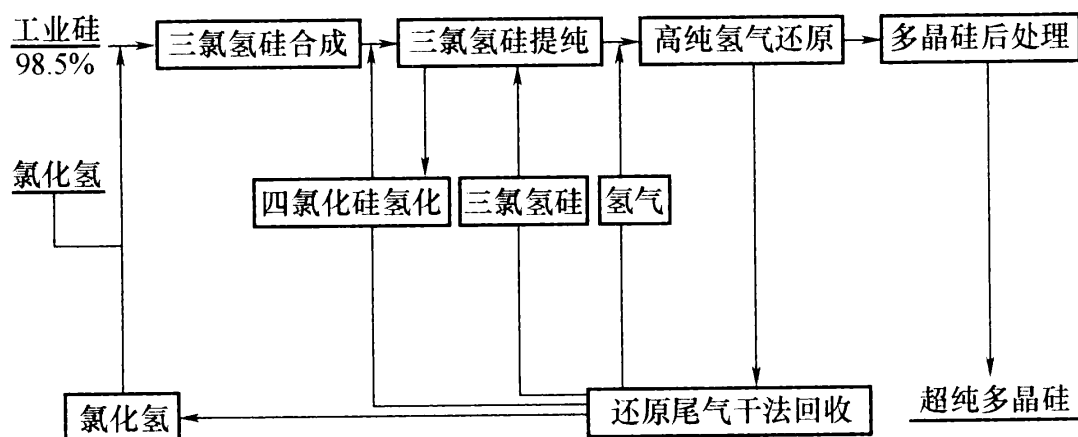 工业硅
98.5%
三氯氢硅合成
三氯氢硅提纯
高纯氢气还原
多晶硅后处理
氯化氢
四氯化硅氢化
三氯氢硅
氢气
氯化氢
还原尾气干法回收
超纯多晶硅